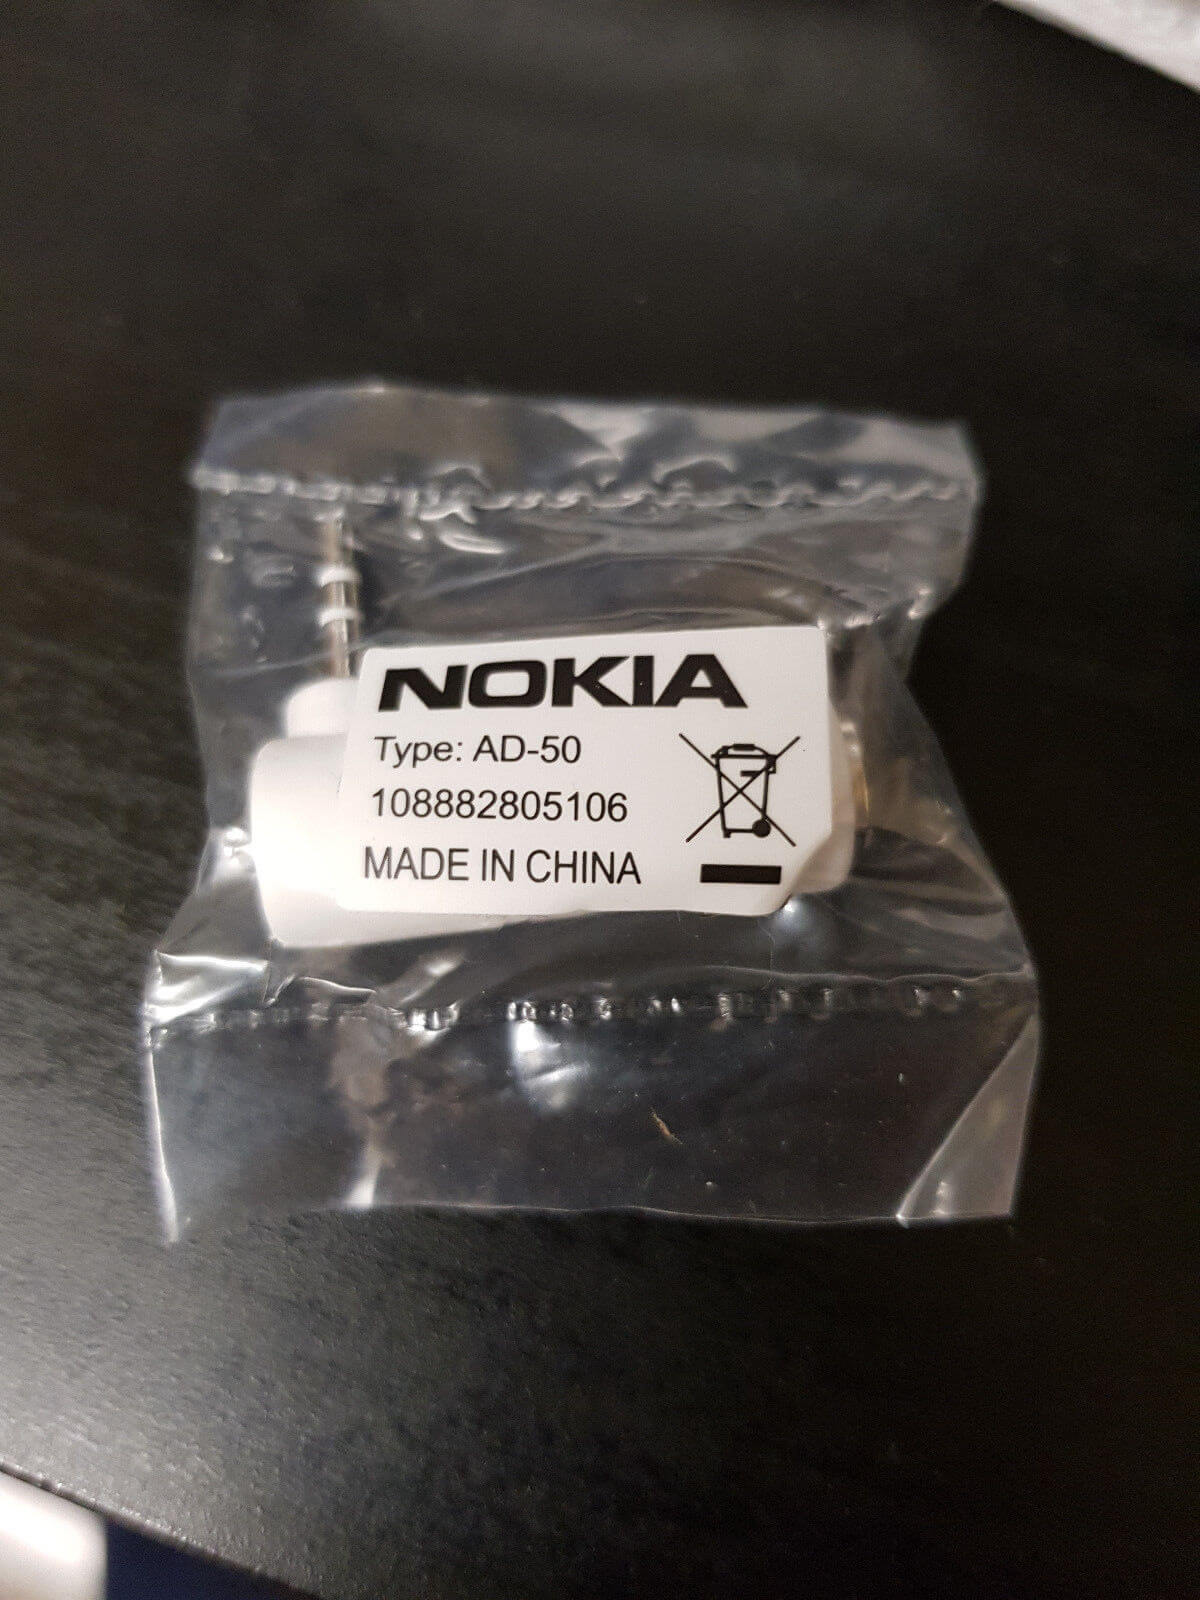 NOKIA
Type: AD-50
108882805106
MADE IN CHINA